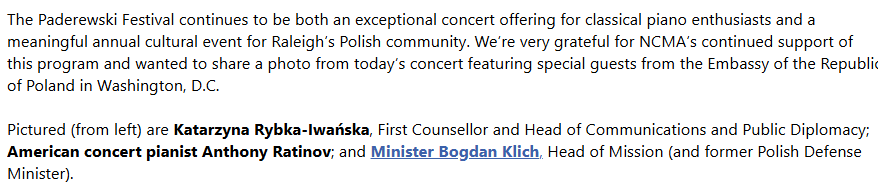 The Paderewski Festival continues to be both an exceptional concert offering for classical piano enthusiasts and a
meaningful annual cultural event for Raleigh's Polish community. We're very grateful for NCMA's continued support of
this program and wanted to share a photo from today's concert featuring special guests from the Embassy of the Republic
of Poland in Washington, D.C.
Pictured (from left) are Katarzyna Rybka-Iwańska, First Counsellor and Head of Communications and Public Diplomacy;
American concert pianist Anthony Ratinov; and Minister Bogdan Klich, Head of Mission (and former Polish Defense
Minister).